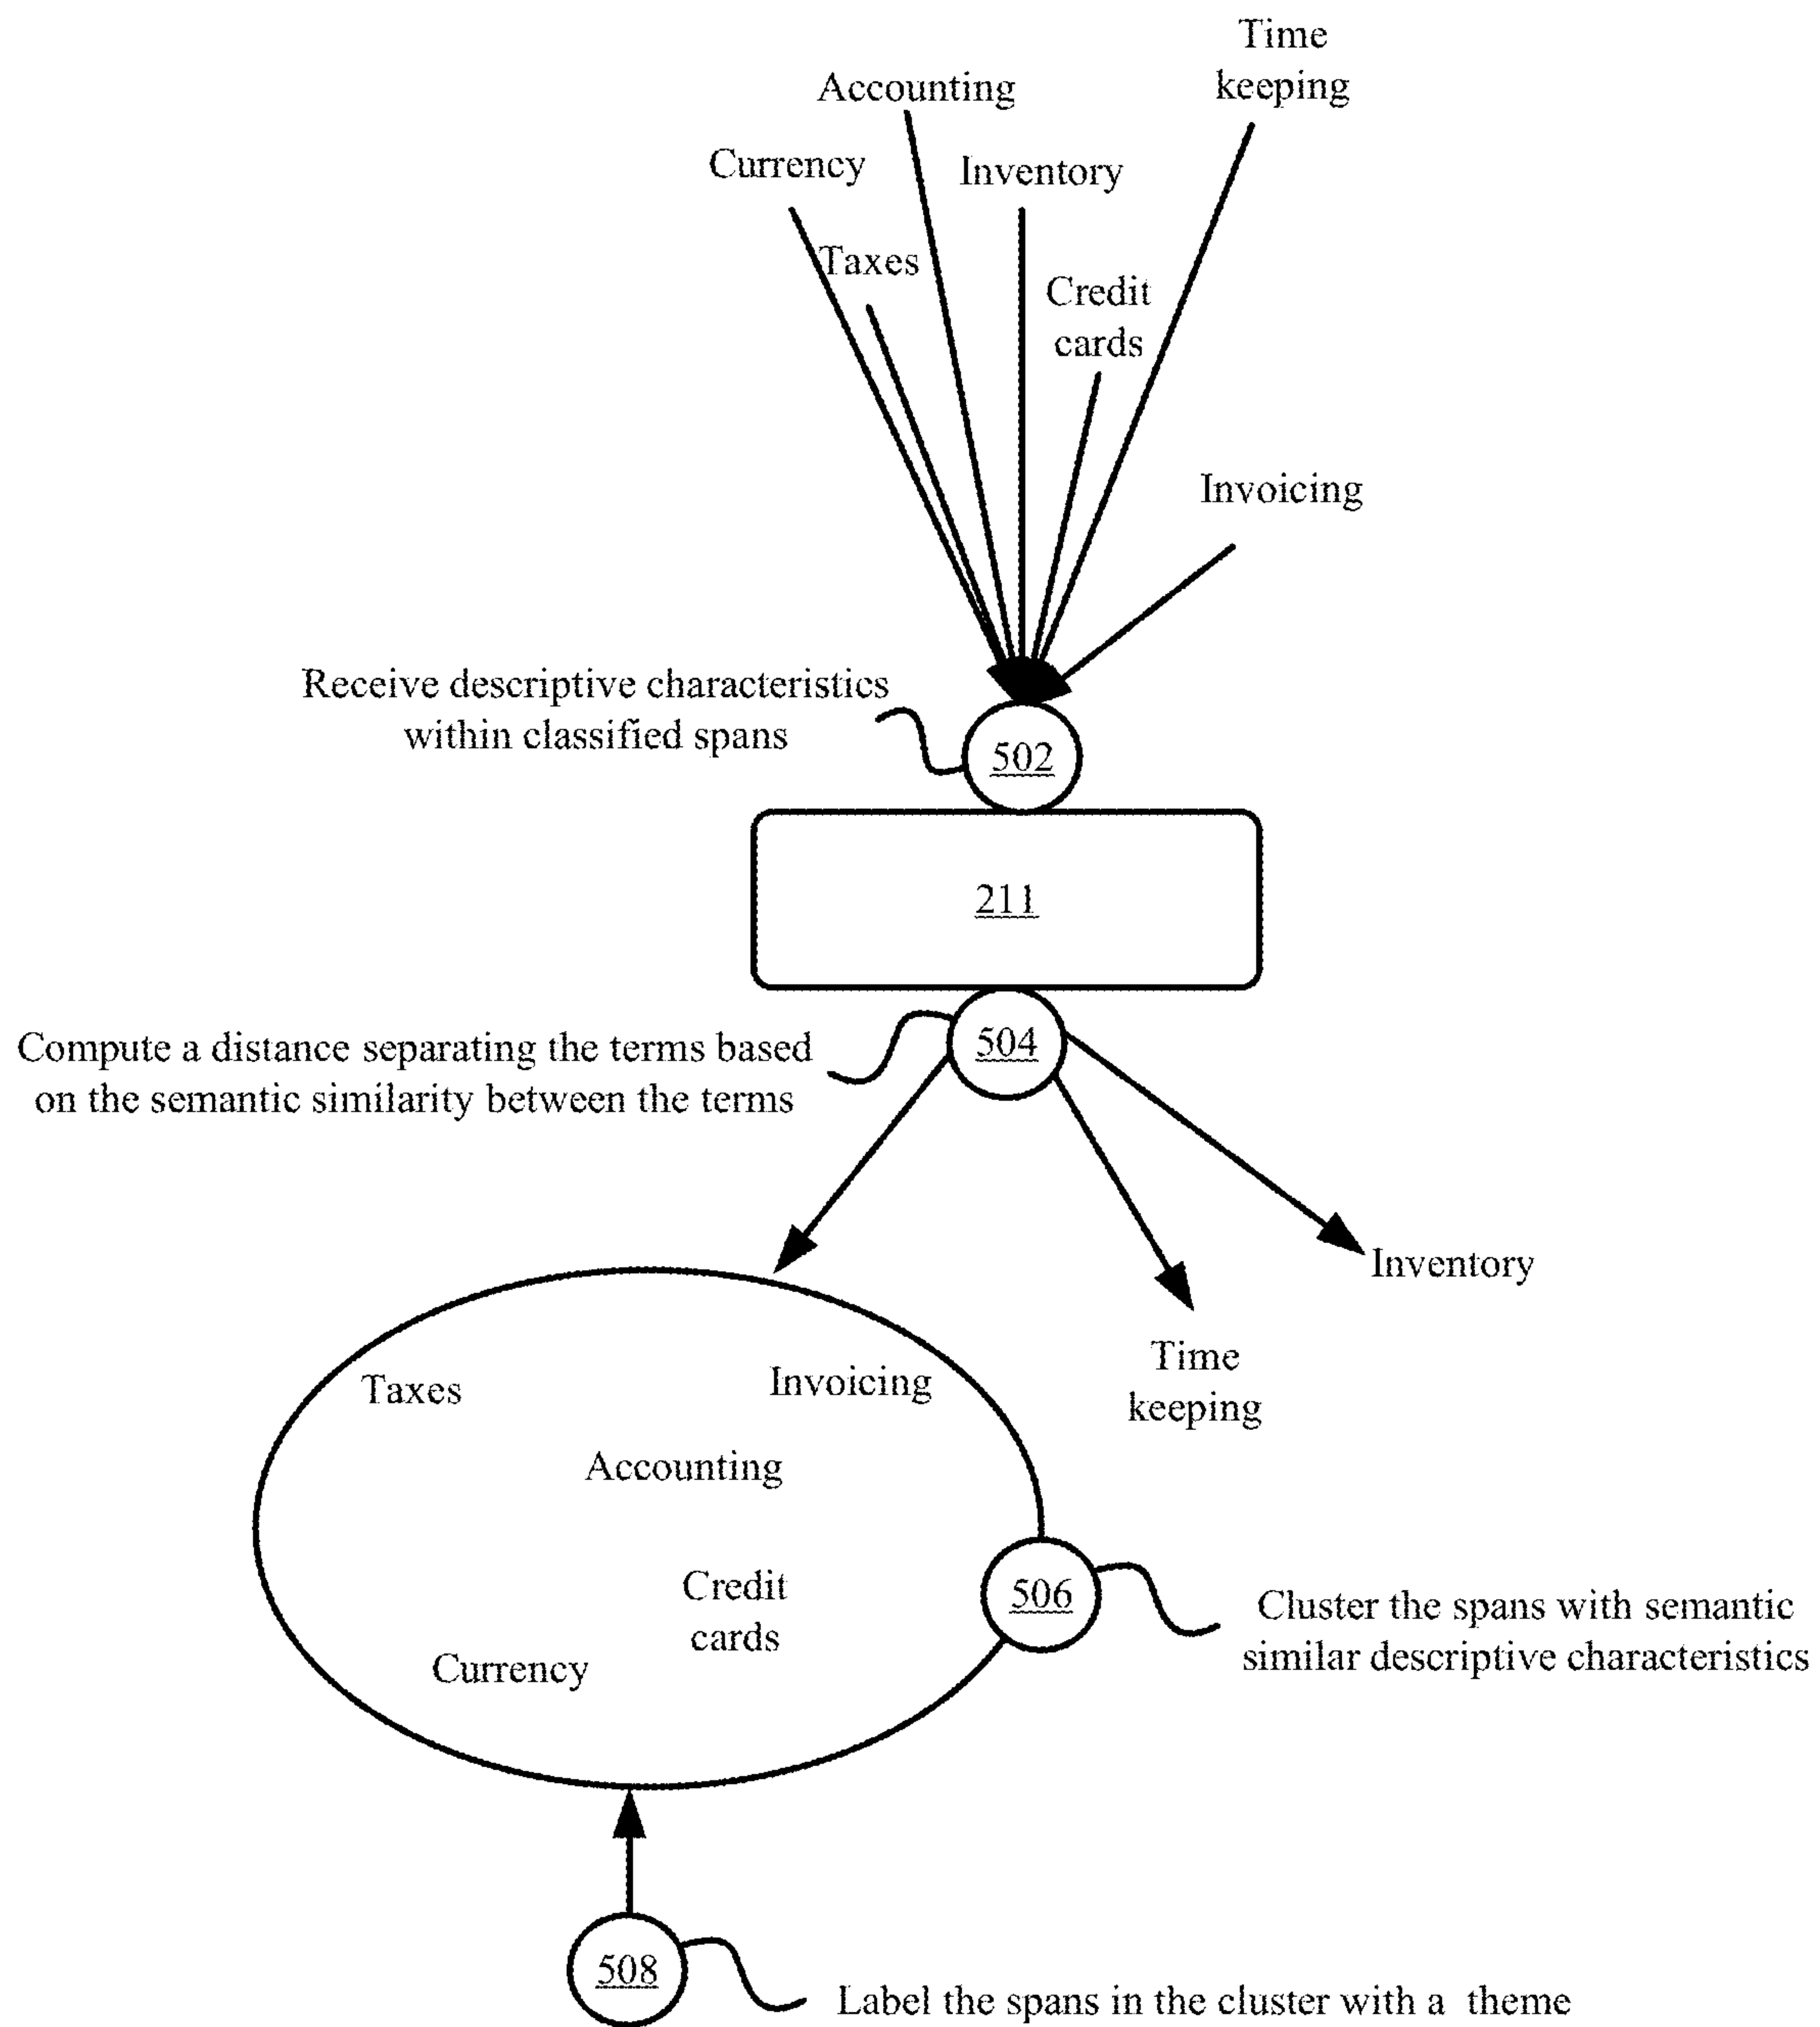 Time
keeping
Accounting
Currency
Inventory
Taxes
Credit
cards
Invoicing
Receive descriptive characteristics
within classified spans
502
211
504
Compute a distance separating the terms based
on the semantic similarity between the terms
Inventory
Time
keeping
Taxes
Invoicing
Accounting
Credit
cards
Currency
506
Cluster the spans with semantic
similar descriptive characteristics
508
Label the spans in the cluster with a theme